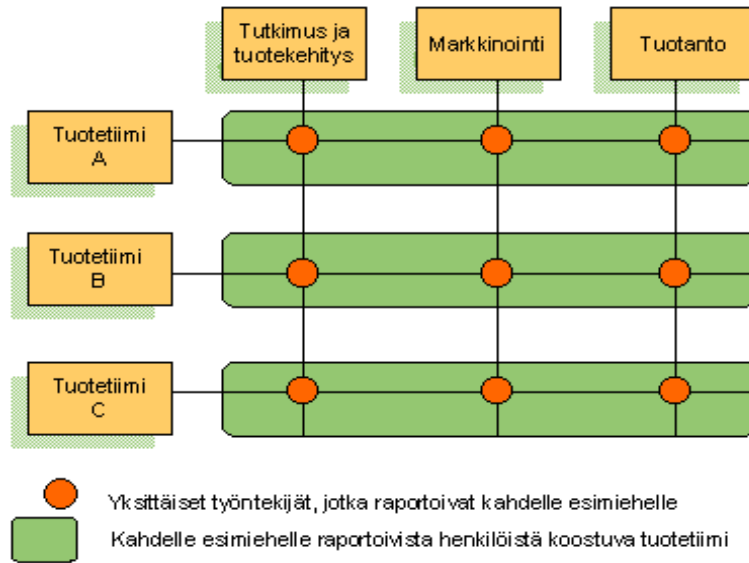 Tutkimus ja
tuotekehitys
Markkinointi
Tuotanto
Tuotetiimi
A
Tuotetiimi
B
Tuotetiimi
C
Yksittäiset työntekijät, jotka raportoivat kahdelle esimiehelle
Kahdelle esimiehelle raportoivista henkilöistä koostuva tuotetiimi